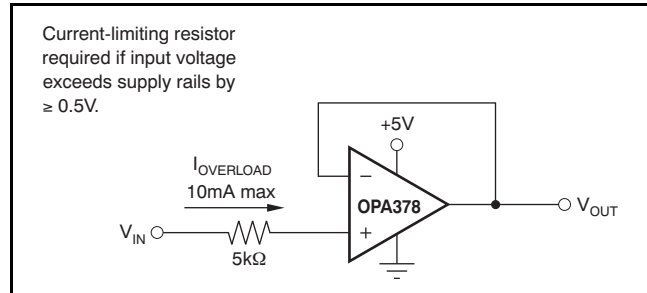 Current-limiting resistor
required if input voltage
exceeds supply rails by
≥ 0.5V.
+5V
I_OVERLOAD
10mA max
−
OPA378
V_OUT
V_IN
+
5kΩ